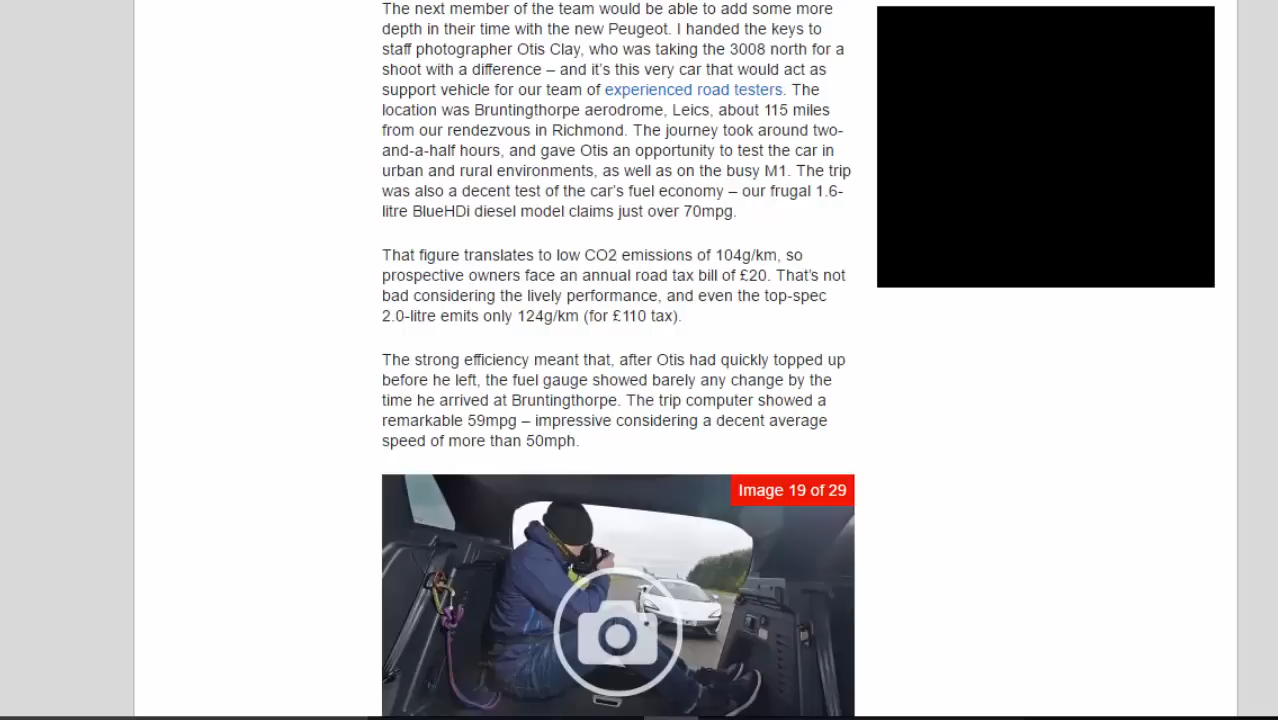 The next member of the team would be able to add some more
depth in their time with the new Peugeot. I handed the keys to
staff photographer Otis Clay, who was taking the 3008 north for a
shoot with a difference – and it's this very car that would act as
support vehicle for our team of experienced road testers. The
location was Bruntingthorpe aerodrome, Leics, about 115 miles
from our rendezvous in Richmond. The journey took around two-
and-a-half hours, and gave Otis an opportunity to test the car in
urban and rural environments, as well as on the busy M1. The trip
was also a decent test of the car's fuel economy – our frugal 1.6-
litre BlueHDi diesel model claims just over 70mpg.
That figure translates to low CO2 emissions of 104g/km, so
prospective owners face an annual road tax bill of £20. That's not
bad considering the lively performance, and even the top-spec
2.0-litre emits only 124g/km (for £110 tax).
The strong efficiency meant that, after Otis had quickly topped up
before he left, the fuel gauge showed barely any change by the
time he arrived at Bruntingthorpe. The trip computer showed a
remarkable 59mpg – impressive considering a decent average
speed of more than 50mph.
Image 19 of 29